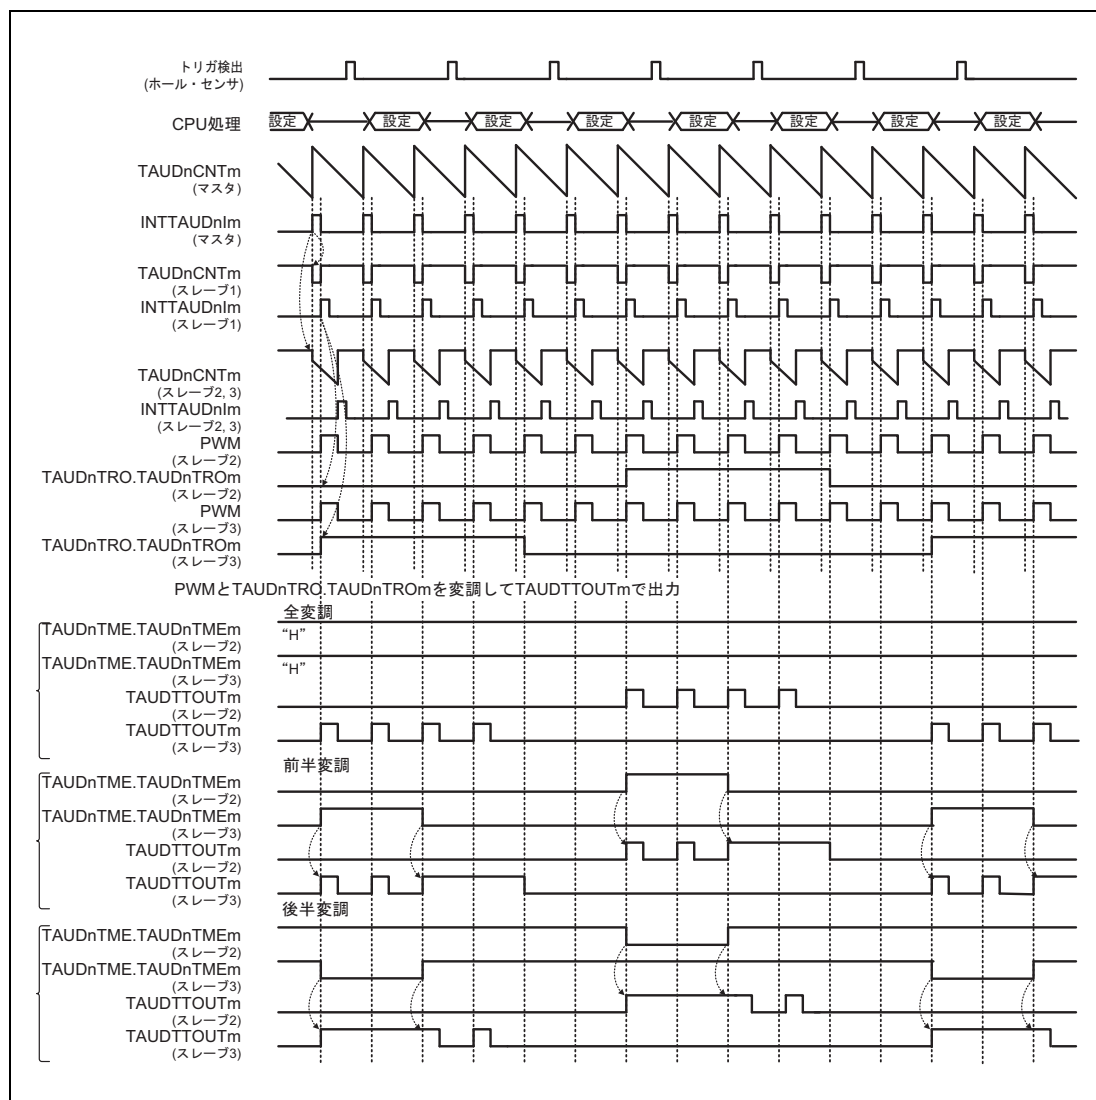 トリガ検出
(ホール・センサ)
CPU処理
設定 設定 設定 設定 設定 設定 設定 設定
TAUDnCNTm
(マスタ)
INTTAUDnIm
(マスタ)
TAUDnCNTm
(スレーブ1)
INTTAUDnIm
(スレーブ1)
TAUDnCNTm
(スレーブ2, 3)
INTTAUDnIm
(スレーブ2, 3)
PWM
(スレーブ2)
TAUDnTRO.TAUDnTROm
(スレーブ2)
PWM
(スレーブ3)
TAUDnTRO.TAUDnTROm
(スレーブ3)
PWMとTAUDnTRO.TAUDnTROmを変調してTAUDTTOUTmで出力
全変調
TAUDnTME.TAUDnTMEm
(スレーブ2)
“H”
TAUDnTME.TAUDnTMEm
(スレーブ3)
“H”
TAUDTTOUTm
(スレーブ2)
TAUDTTOUTm
(スレーブ3)
前半変調
TAUDnTME.TAUDnTMEm
(スレーブ2)
TAUDnTME.TAUDnTMEm
(スレーブ3)
TAUDTTOUTm
(スレーブ2)
TAUDTTOUTm
(スレーブ3)
後半変調
TAUDnTME.TAUDnTMEm
(スレーブ2)
TAUDnTME.TAUDnTMEm
(スレーブ3)
TAUDTTOUTm
(スレーブ2)
TAUDTTOUTm
(スレーブ3)